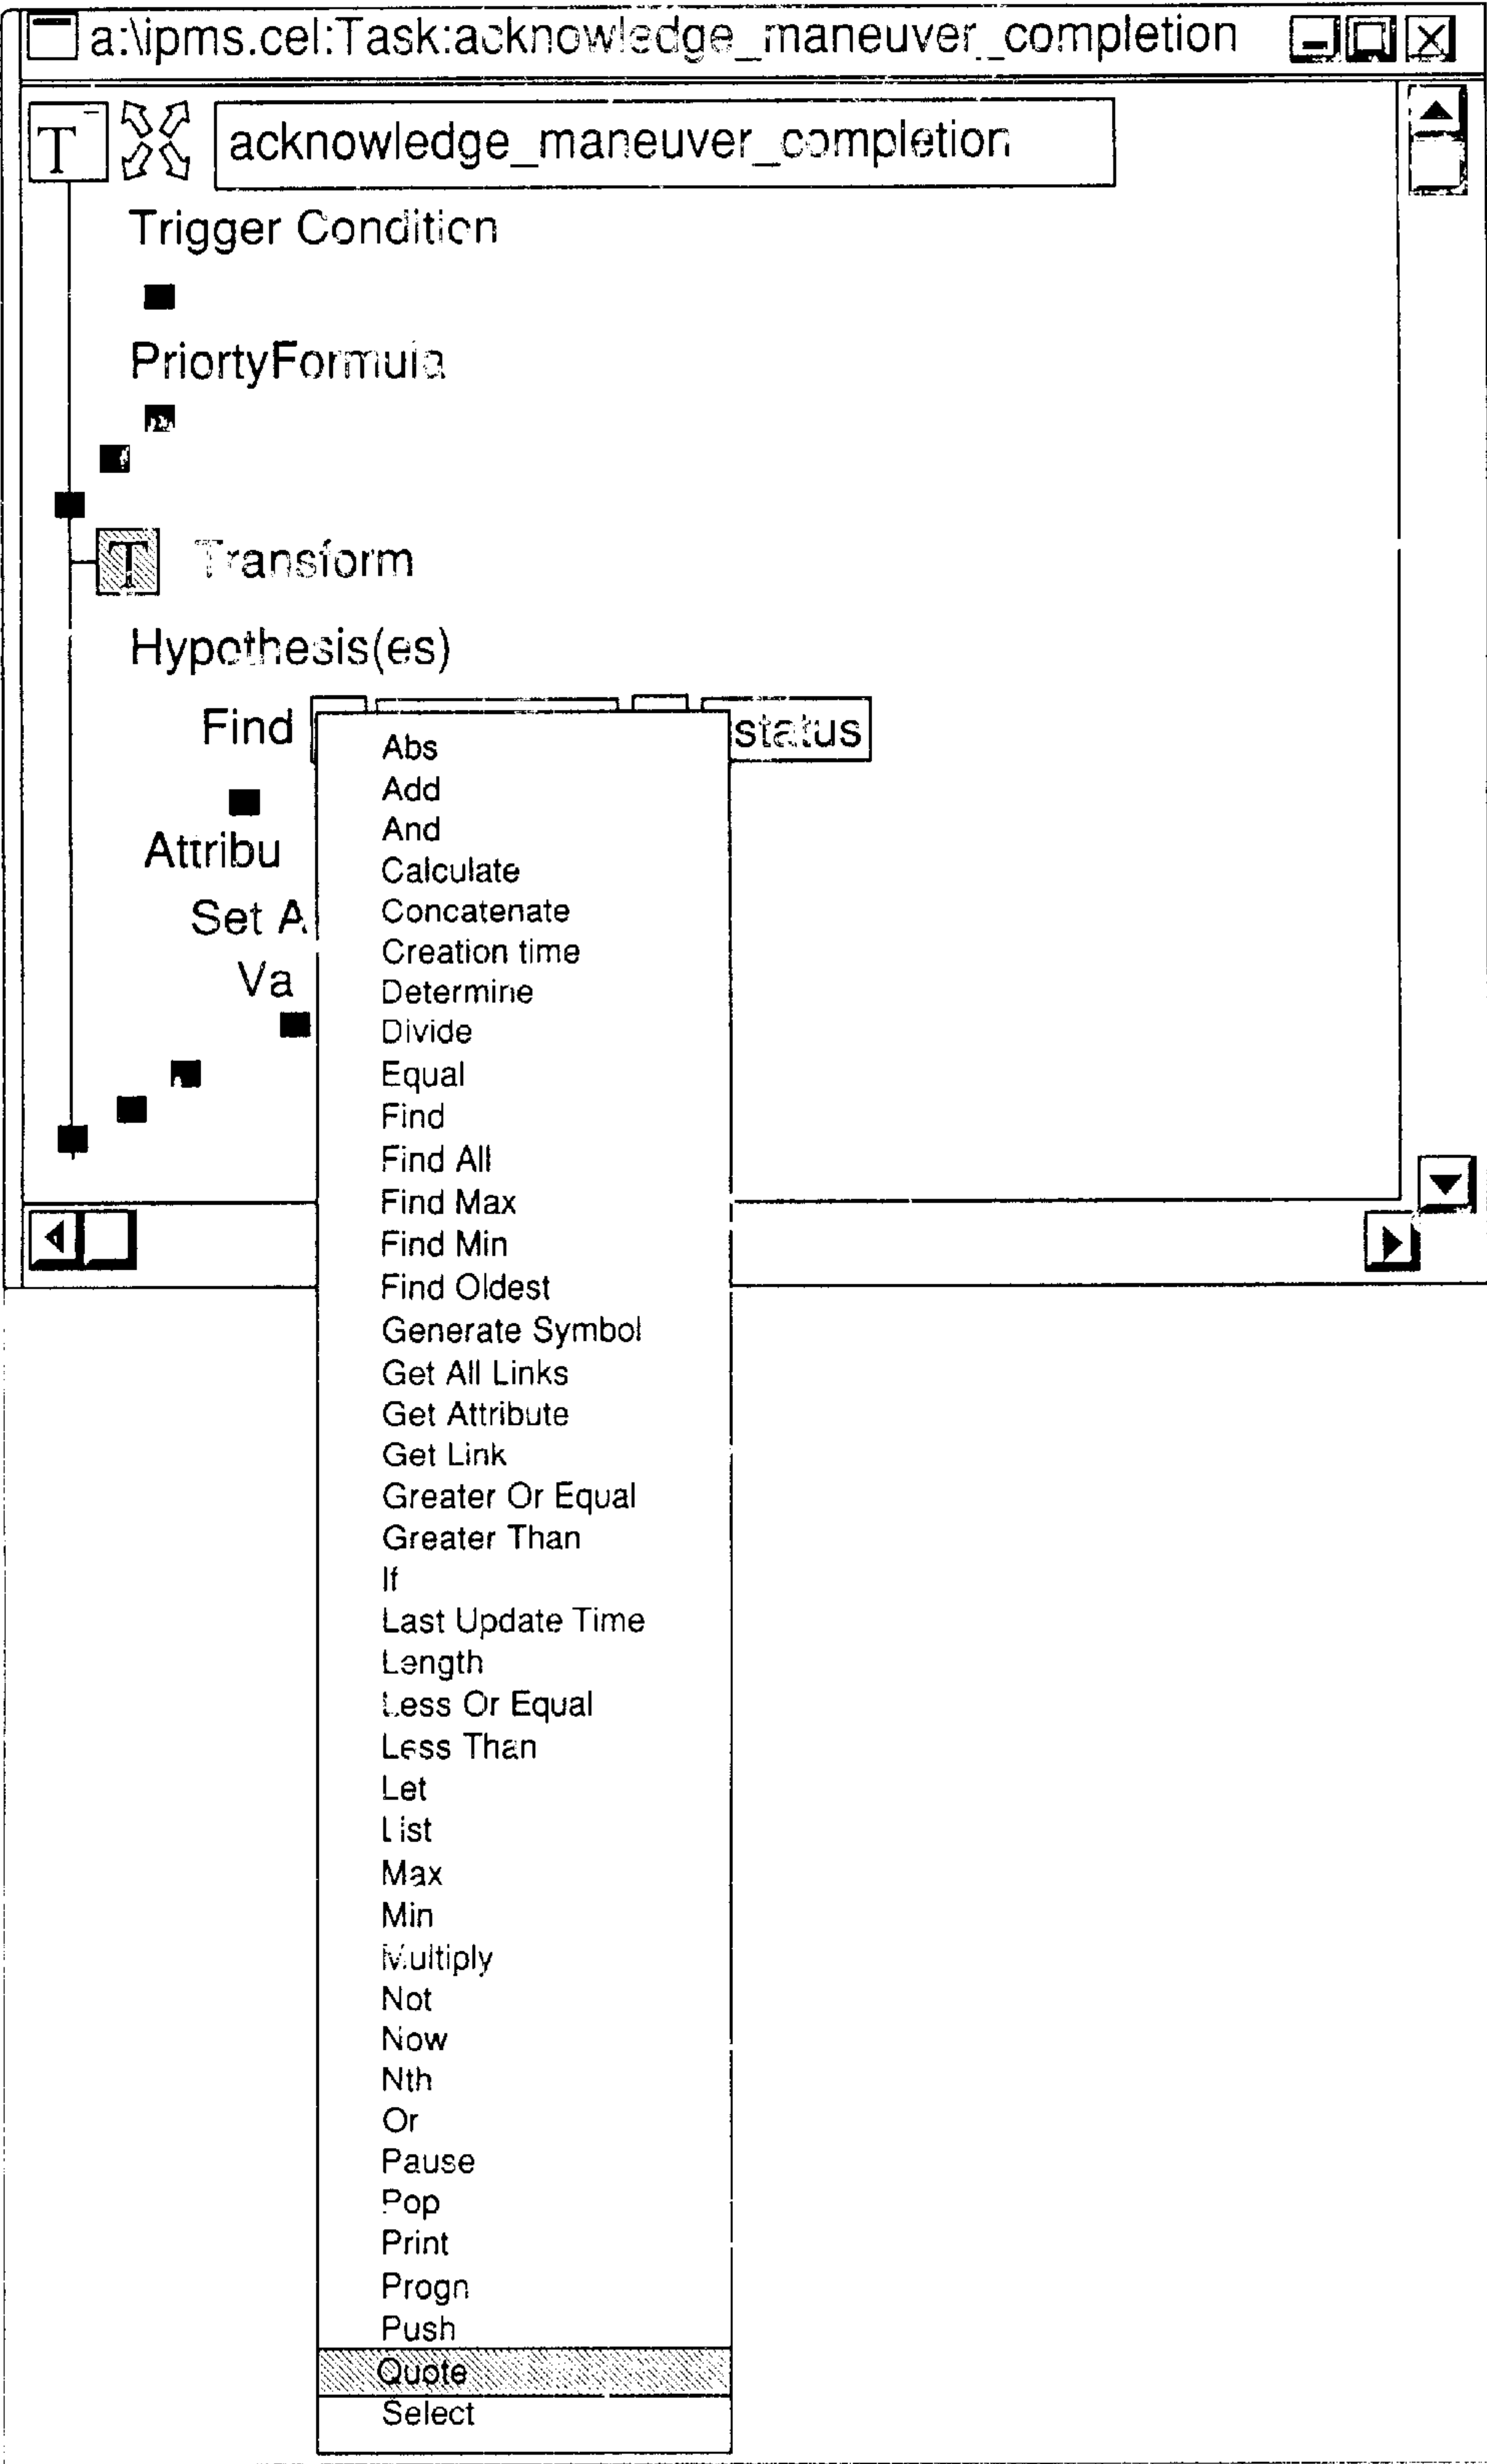 a:\ipms.cel:Task:acknowledge_maneuver_completion
T acknowledge_maneuver_completion
Trigger Condition
PriortyFormula
T Transform
Hypothesis(es)
Find status
Attribu
Set A
Va
Abs
Add
And
Calculate
Concatenate
Creation time
Determine
Divide
Equal
Find
Find All
Find Max
Find Min
Find Oldest
Generate Symbol
Get All Links
Get Attribute
Get Link
Greater Or Equal
Greater Than
If
Last Update Time
Length
Less Or Equal
Less Than
Let
List
Max
Min
Multiply
Not
Now
Nth
Or
Pause
Pop
Print
Progn
Push
Quote
Select